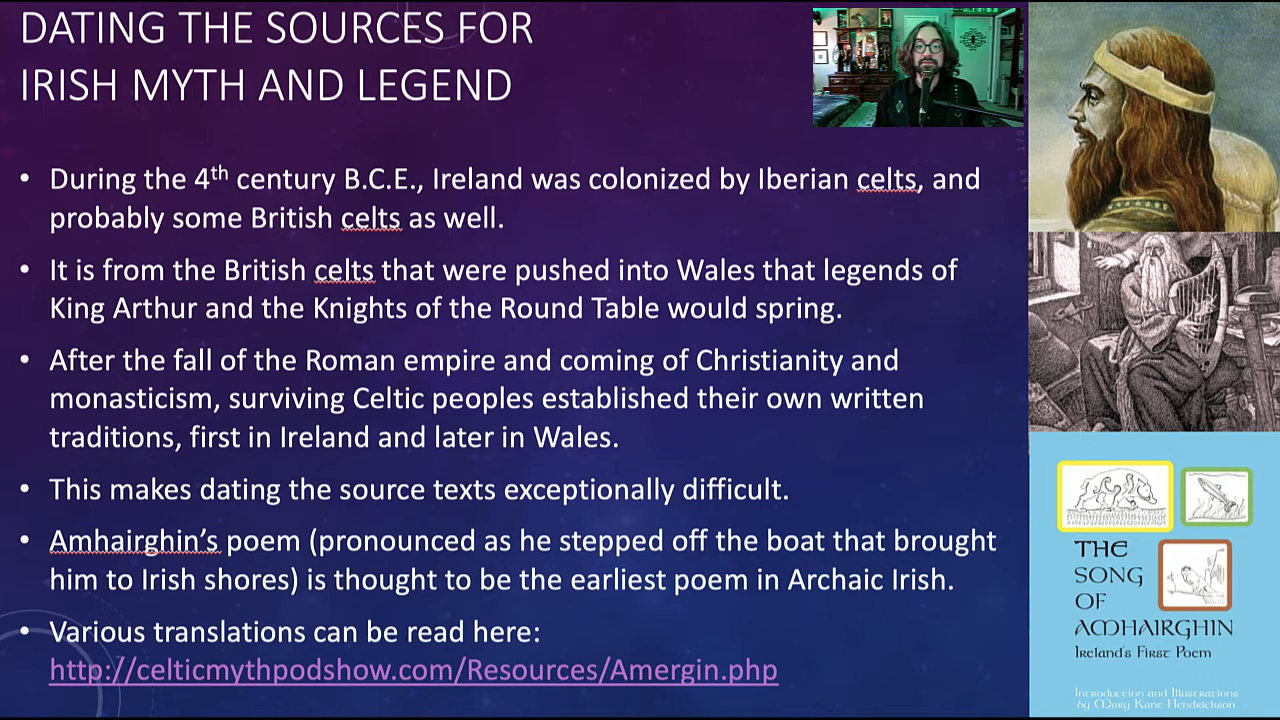 DATING THE SOURCES FOR
IRISH MYTH AND LEGEND
• During the 4th century B.C.E., Ireland was colonized by Iberian celts, and
probably some British celts as well.
• It is from the British celts that were pushed into Wales that legends of
King Arthur and the Knights of the Round Table would spring.
• After the fall of the Roman empire and coming of Christianity and
monasticism, surviving Celtic peoples established their own written
traditions, first in Ireland and later in Wales.
• This makes dating the source texts exceptionally difficult.
• Amhairghin’s poem (pronounced as he stepped off the boat that brought
him to Irish shores) is thought to be the earliest poem in Archaic Irish.
• Various translations can be read here:
http://celticmythpodshow.com/Resources/Amergin.php
THE
SONG
OF
AMHAIRGHIN
Ireland's First Poem
Introduction and Illustrations
by Mary Kane Hendrickson